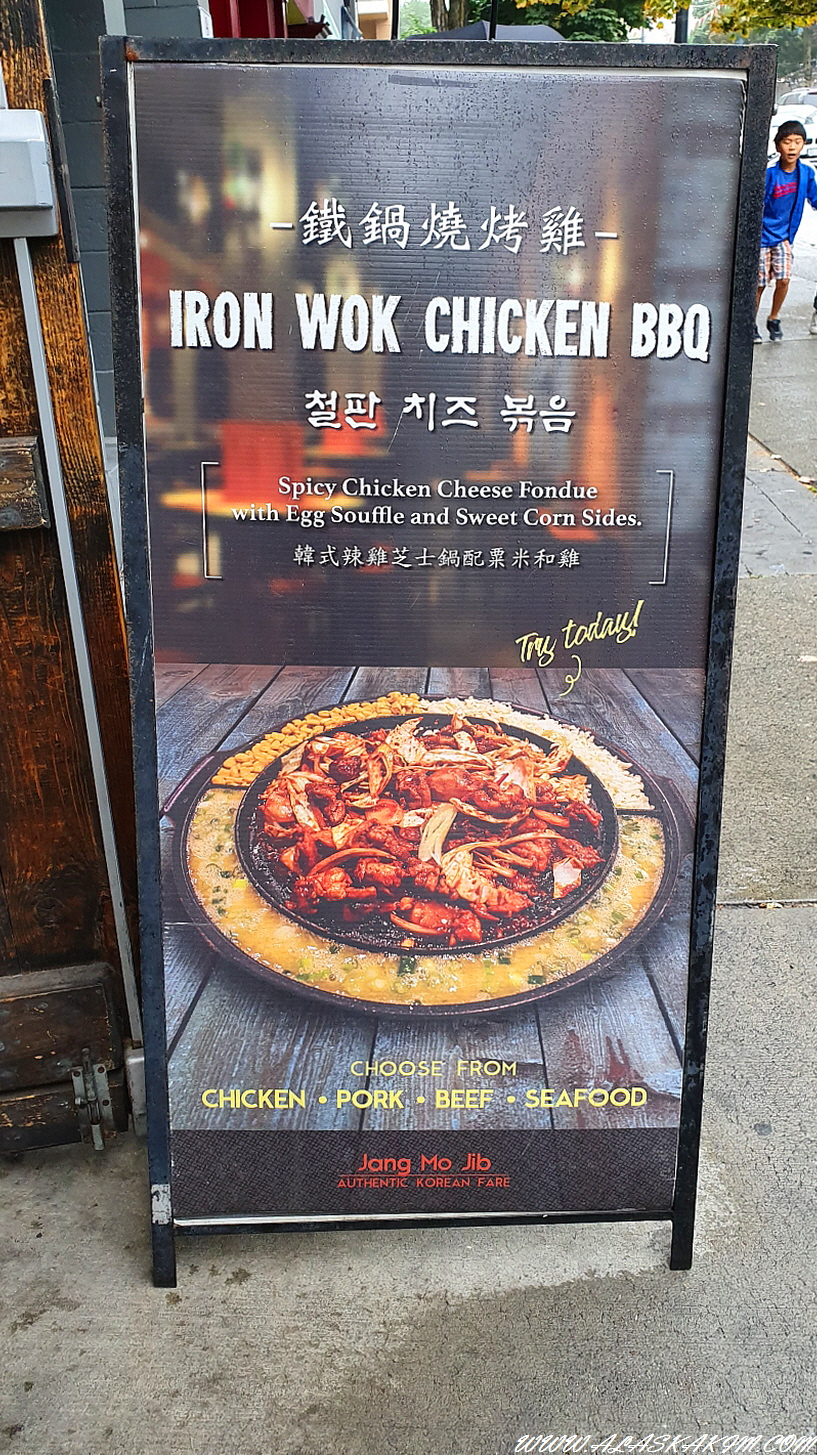 -鐵鍋燒烤雞-
IRON WOK CHICKEN BBQ
철판 치즈 볶음
Spicy Chicken Cheese Fondue
with Egg Souffle and Sweet Corn Sides.
韓式辣雞芝士鍋配粟米和雞
Try today!
CHOOSE FROM
CHICKEN • PORK • BEEF • SEAFOOD
Jang Mo Jib
AUTHENTIC KOREAN FARE
WWW.ALASKAKIM.COM